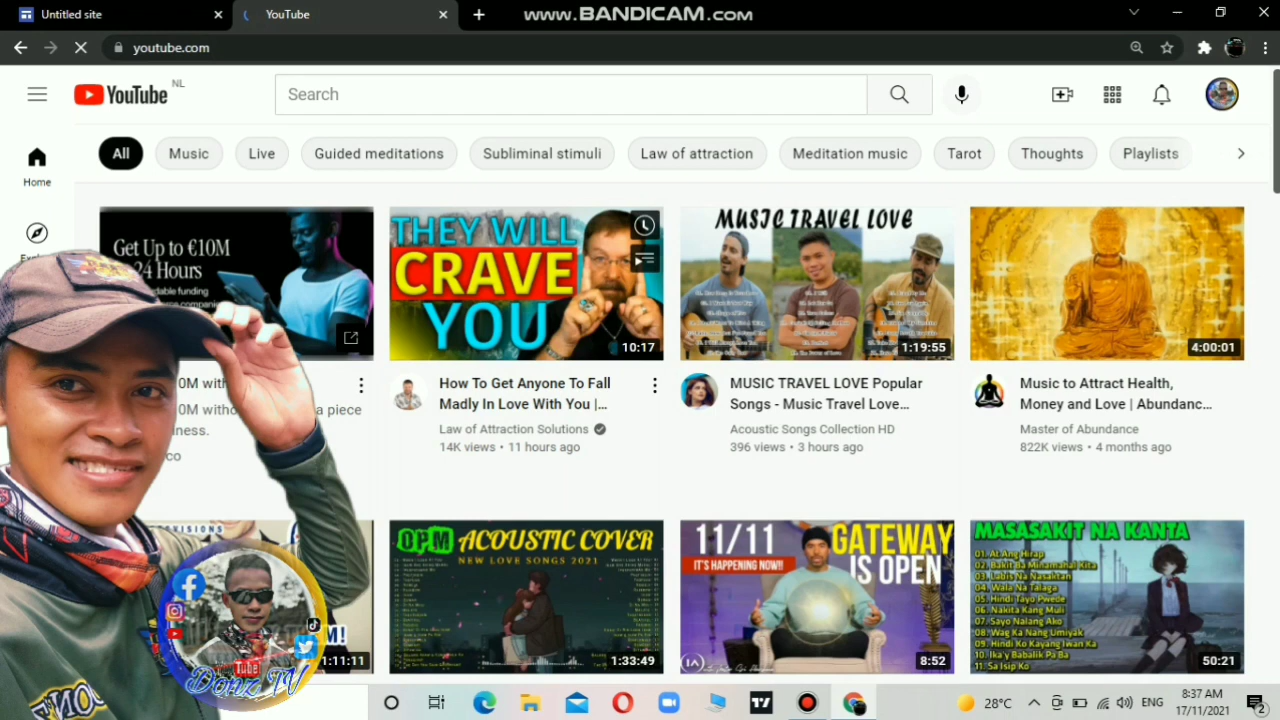 Untitled site
YouTube
www.BANDICAM.com
youtube.com
YouTube NL
Search
All
Music
Live
Guided meditations
Subliminal stimuli
Law of attraction
Meditation music
Tarot
Thoughts
Playlists
Home
Get Up to €10M
24 Hours
THEY WILL
CRAVE
YOU
10:17
MUSIC TRAVEL LOVE
1:19:55
4:00:01
How To Get Anyone To Fall
Madly In Love With You |...
Law of Attraction Solutions
14K views • 11 hours ago
MUSIC TRAVEL LOVE Popular
Songs - Music Travel Love...
Acoustic Songs Collection HD
396 views • 3 hours ago
Music to Attract Health,
Money and Love | Abundanc...
Master of Abundance
822K views • 4 months ago
a piece
1:11:11
OPM ACOUSTIC COVER
NEW LOVE SONGS 2021
1:33:49
11/11
IT'S HAPPENING NOW!!
GATEWAY
IS OPEN
8:52
MASASAKIT NA KANTA
01. At Ang Hirap
02. Bakit Ba Minamahal Kita
03. Labis Na Nasaktan
04. Wala Na Talaga
05. Hindi Tayo Pwede
06. Nakita Kang Muli
07. Sayo Nalang Ako
08. Wag Ka Nang Umiyak
09. Hindi Ko Kayang Iwan Ka
10. Ika'y Babalik Pa Ba
11. Sa Isip Ko
50:21
YouTube
Donz TV
28°C
ENG
8:37 AM
17/11/2021
2